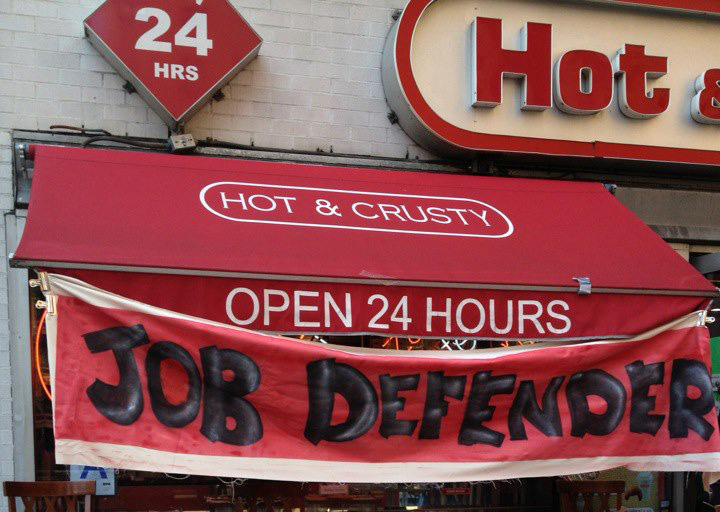 24
HRS
Hot &
HOT & CRUSTY
OPEN 24 HOURS
JOB DEFENDER
A